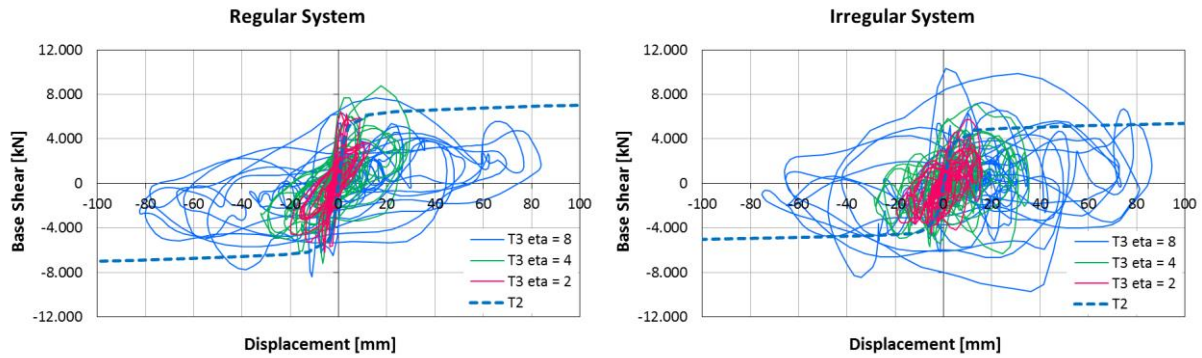 Regular System
Base Shear [kN]
12.000
8.000
4.000
0
-4.000
-8.000
-12.000
-100 -80 -60 -40 -20 0 20 40 60 80 100
T3 eta = 8
T3 eta = 4
T3 eta = 2
T2
Displacement [mm]
Irregular System
Base Shear [kN]
12.000
8.000
4.000
0
-4.000
-8.000
-12.000
-100 -80 -60 -40 -20 0 20 40 60 80 100
T3 eta = 8
T3 eta = 4
T3 eta = 2
T2
Displacement [mm]